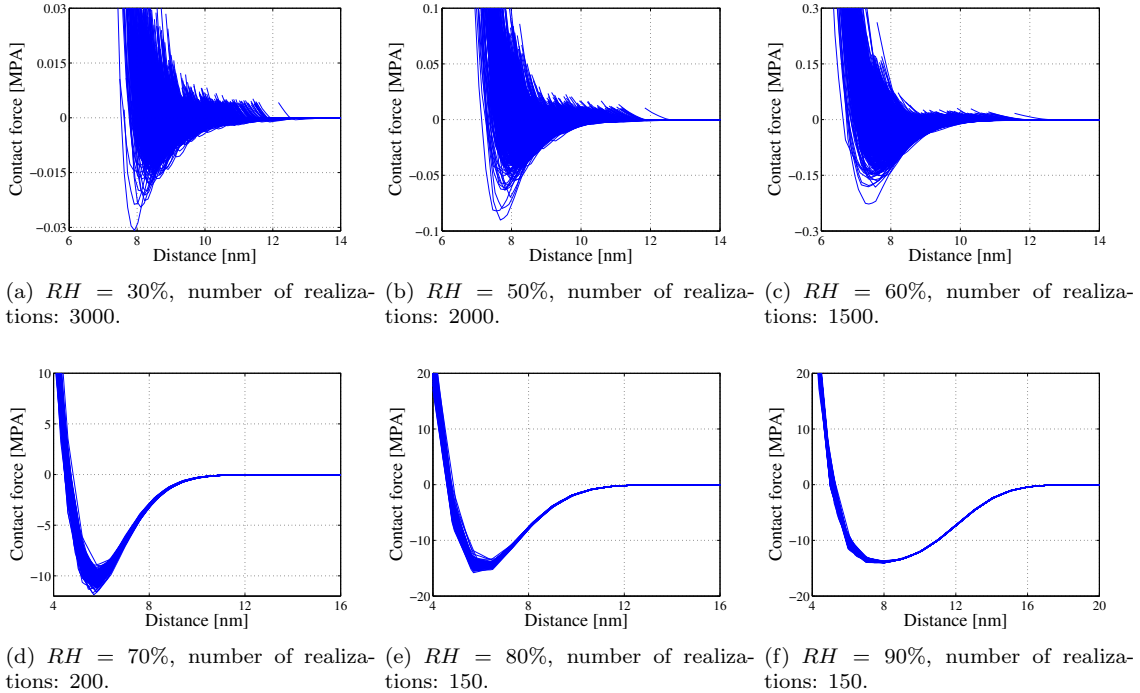 0.03
0.015
0
−0.015
−0.03
Contact force [MPA]
6 8 10 12 14
Distance [nm]
0.1
0.05
0
−0.05
−0.1
Contact force [MPA]
6 8 10 12 14
Distance [nm]
0.3
0.15
0
−0.15
−0.3
Contact force [MPA]
6 8 10 12 14
Distance [nm]
(a) RH = 30%, number of realiza-
tions: 3000.
(b) RH = 50%, number of realiza-
tions: 2000.
(c) RH = 60%, number of realiza-
tions: 1500.
10
5
0
−5
−10
Contact force [MPA]
4 8 12 16
Distance [nm]
20
10
0
−10
−20
Contact force [MPA]
4 8 12 16
Distance [nm]
20
10
0
−10
−20
Contact force [MPA]
4 8 12 16 20
Distance [nm]
(d) RH = 70%, number of realiza-
tions: 200.
(e) RH = 80%, number of realiza-
tions: 150.
(f) RH = 90%, number of realiza-
tions: 150.